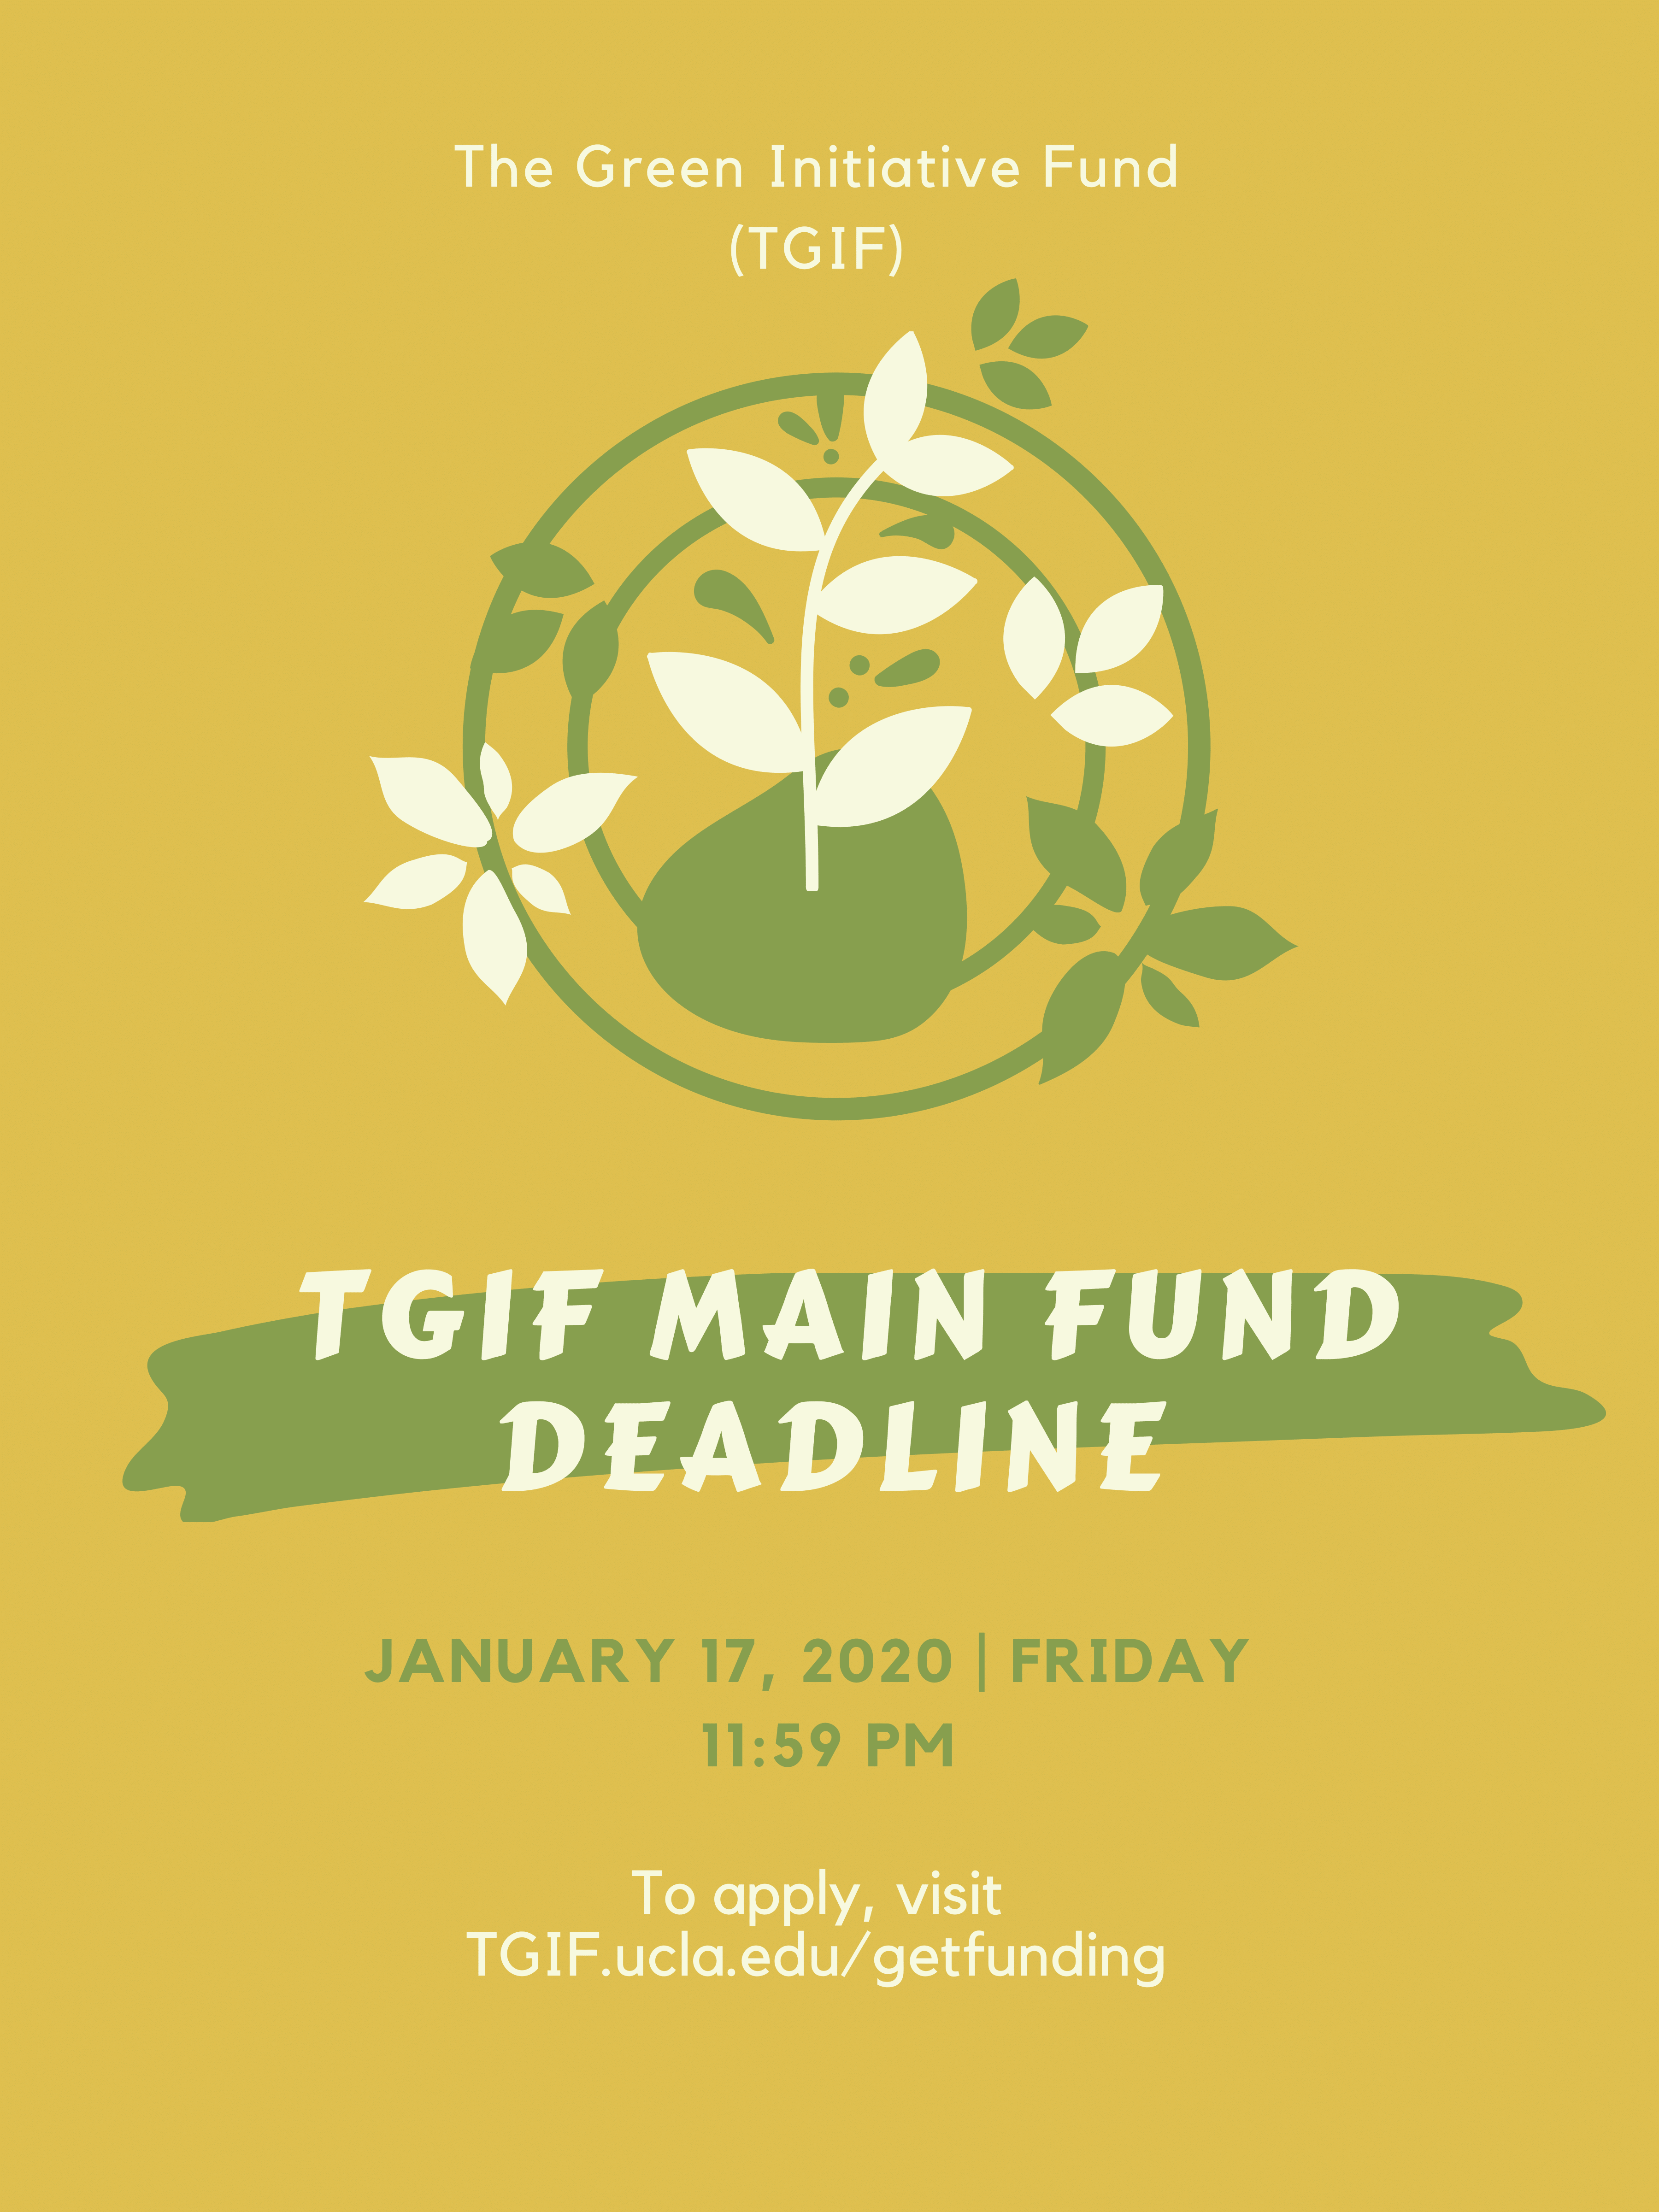 The Green Initiative Fund
(TGIF)
TGIF MAIN FUND
DEADLINE
JANUARY 17, 2020 | FRIDAY
11:59 PM
To apply, visit
TGIF.ucla.edu/getfunding